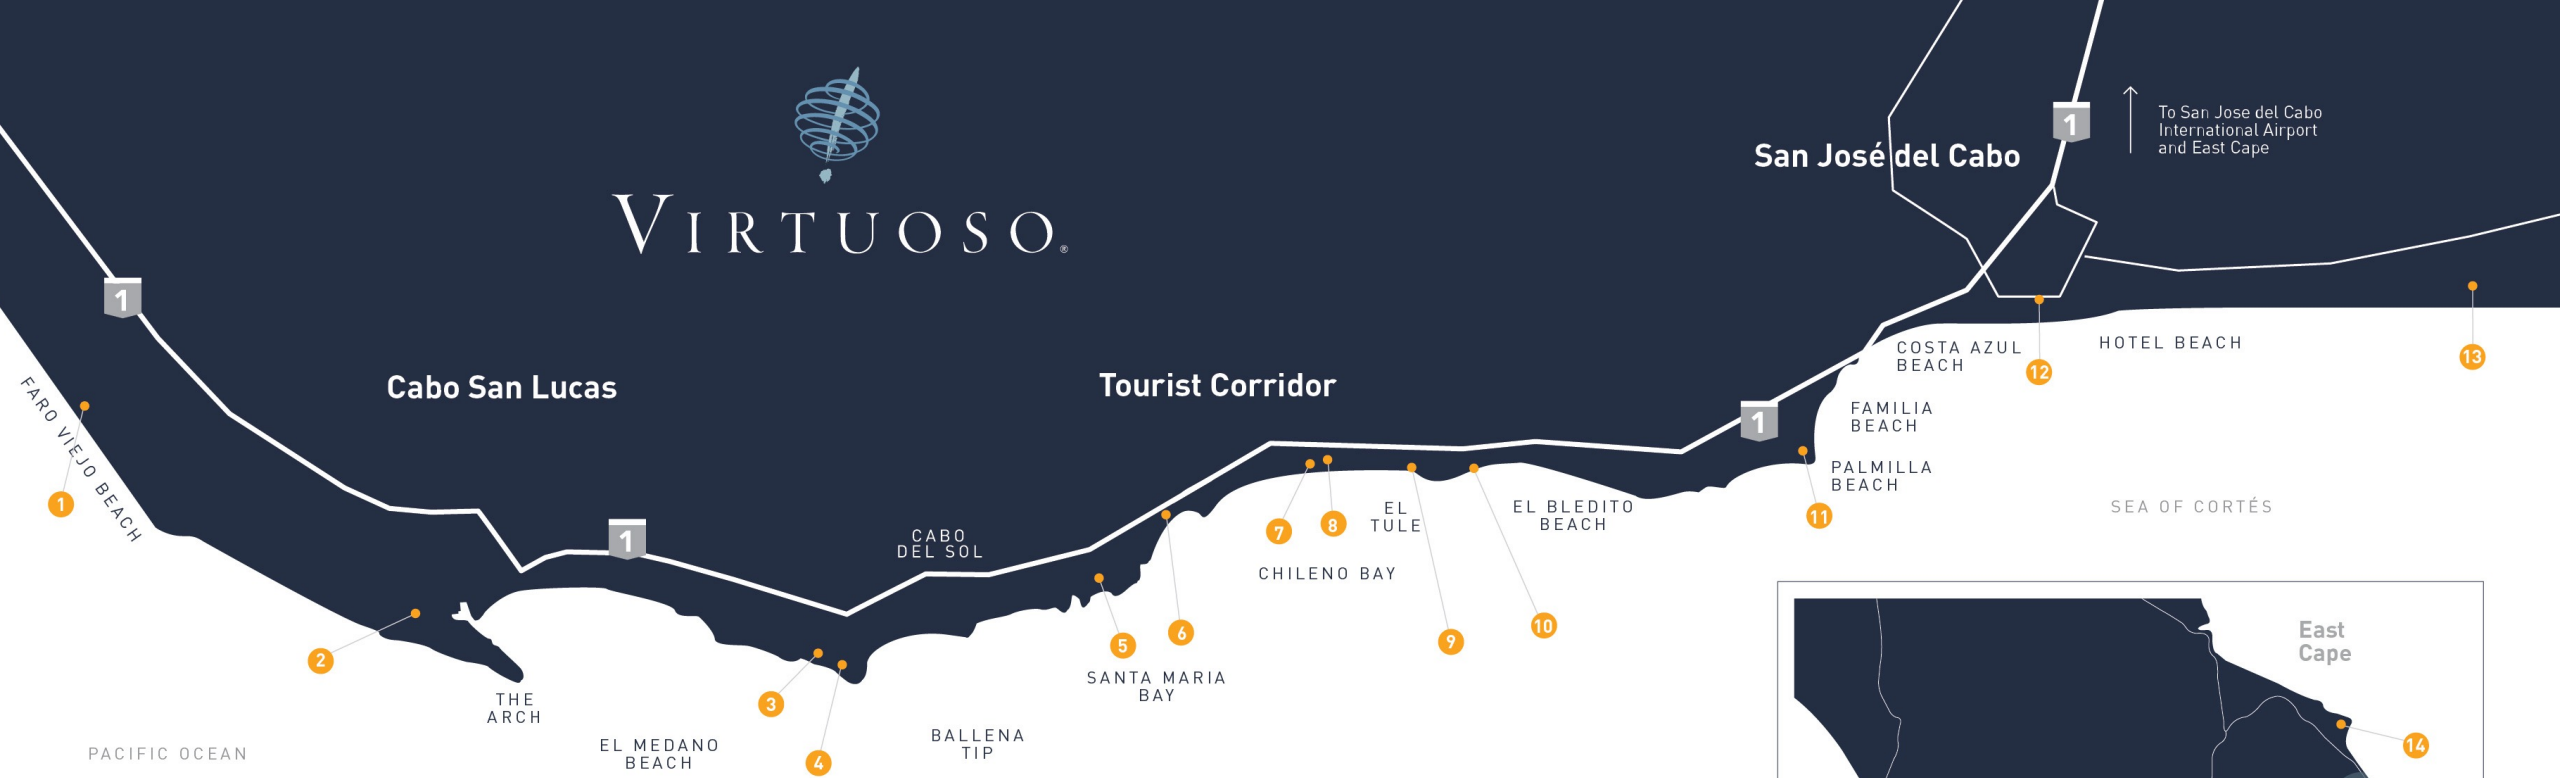 VIRTUOSO®
San José del Cabo
1
To San Jose del Cabo
International Airport
and East Cape
1
Cabo San Lucas
Tourist Corridor
1
1
FARO VIEJO BEACH
CABO
DEL SOL
COSTA AZUL
BEACH
HOTEL BEACH
FAMILIA
BEACH
PALMILLA
BEACH
SEA OF CORTÉS
EL
TULE
EL BLEDITO
BEACH
CHILENO BAY
SANTA MARIA
BAY
THE
ARCH
EL MEDANO
BEACH
BALLENA
TIP
PACIFIC OCEAN
East
Cape
1
2
3
4
5
6
7
8
9
10
11
12
13
14